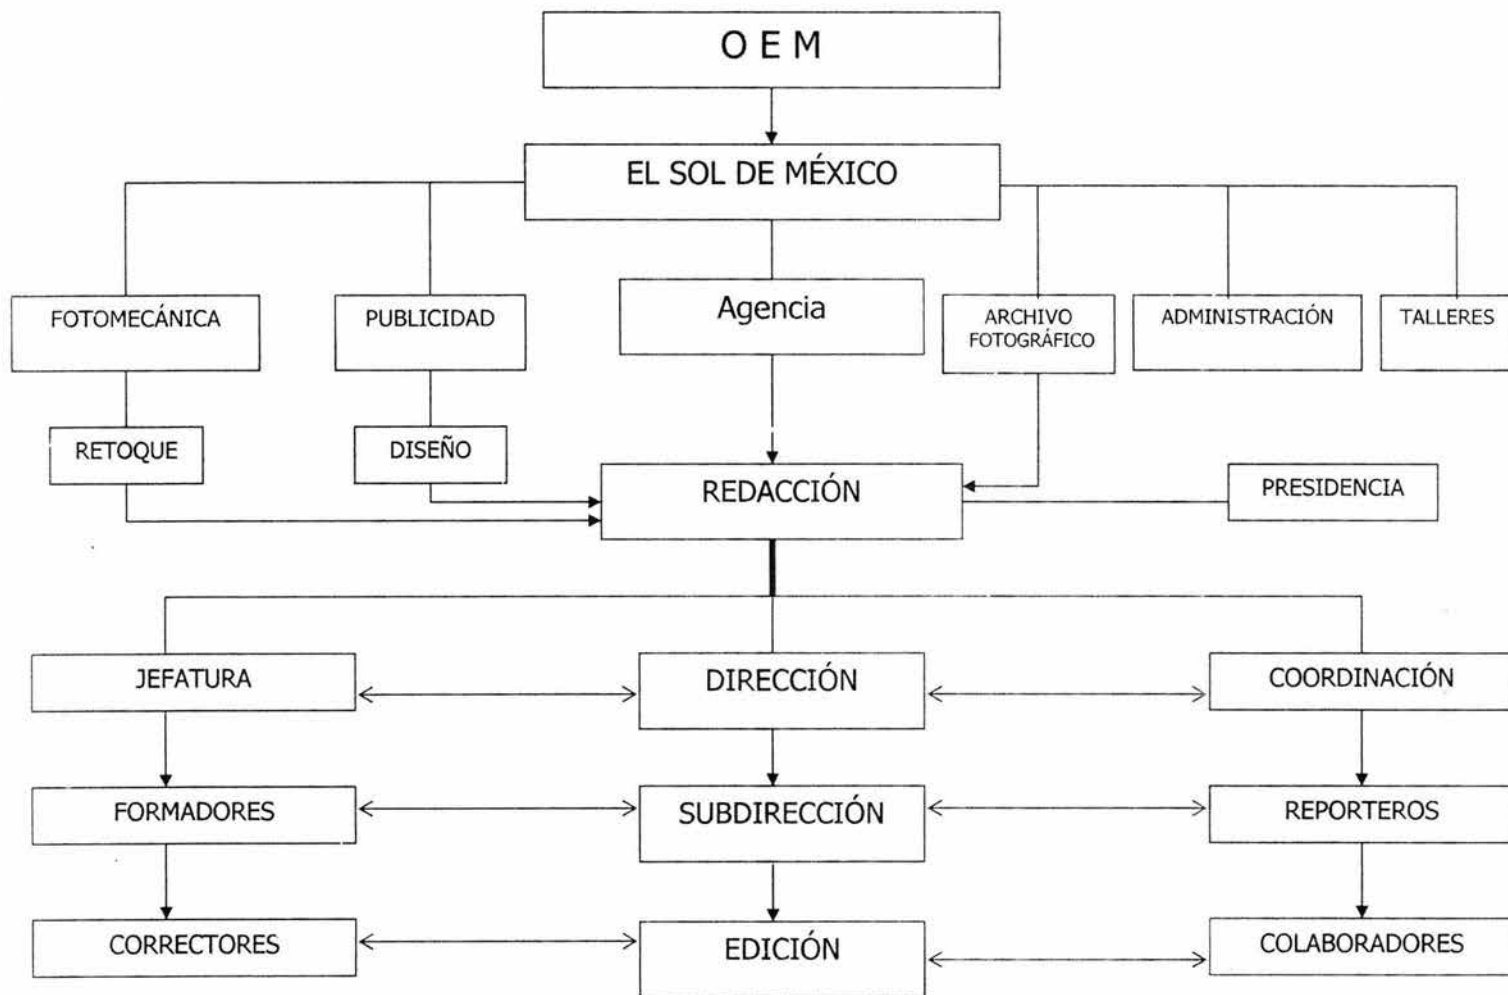 O E M
EL SOL DE MÉXICO
FOTOMECÁNICA
PUBLICIDAD
Agencia
ARCHIVO
FOTOGRÁFICO
ADMINISTRACIÓN
TALLERES
RETOQUE
DISEÑO
REDACCIÓN
PRESIDENCIA
JEFATURA
DIRECCIÓN
COORDINACIÓN
FORMADORES
SUBDIRECCIÓN
REPORTEROS
CORRECTORES
EDICIÓN
COLABORADORES